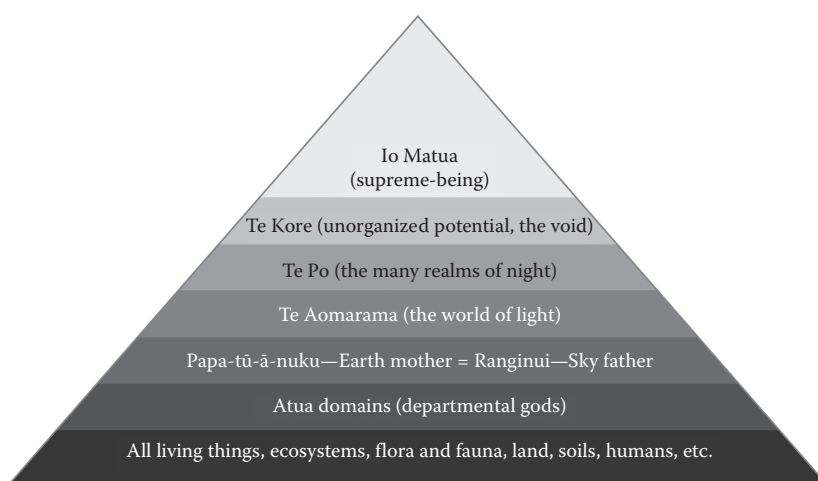 Io Matua
(supreme-being)
Te Kore (unorganized potential, the void)
Te Po (the many realms of night)
Te Aomarama (the world of light)
Papa-tū-ā-nuku—Earth mother = Ranginui—Sky father
Atua domains (departmental gods)
All living things, ecosystems, flora and fauna, land, soils, humans, etc.